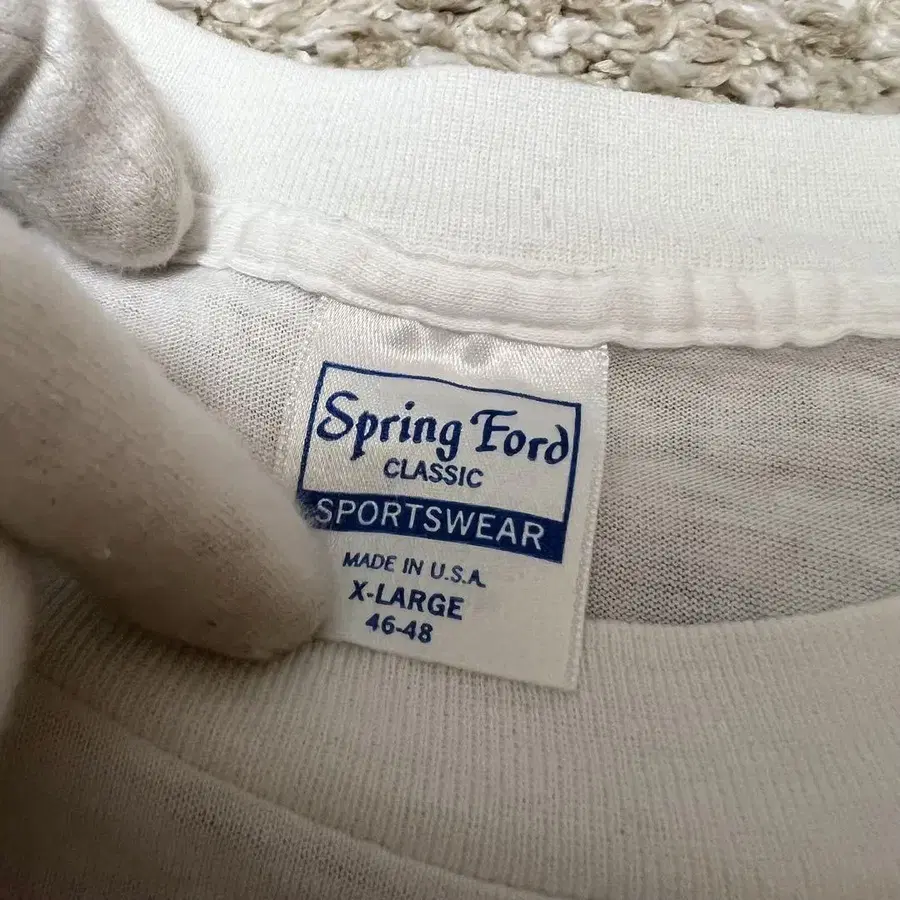 Spring Ford
CLASSIC
SPORTSWEAR
MADE IN U.S.A.
X-LARGE
46-48